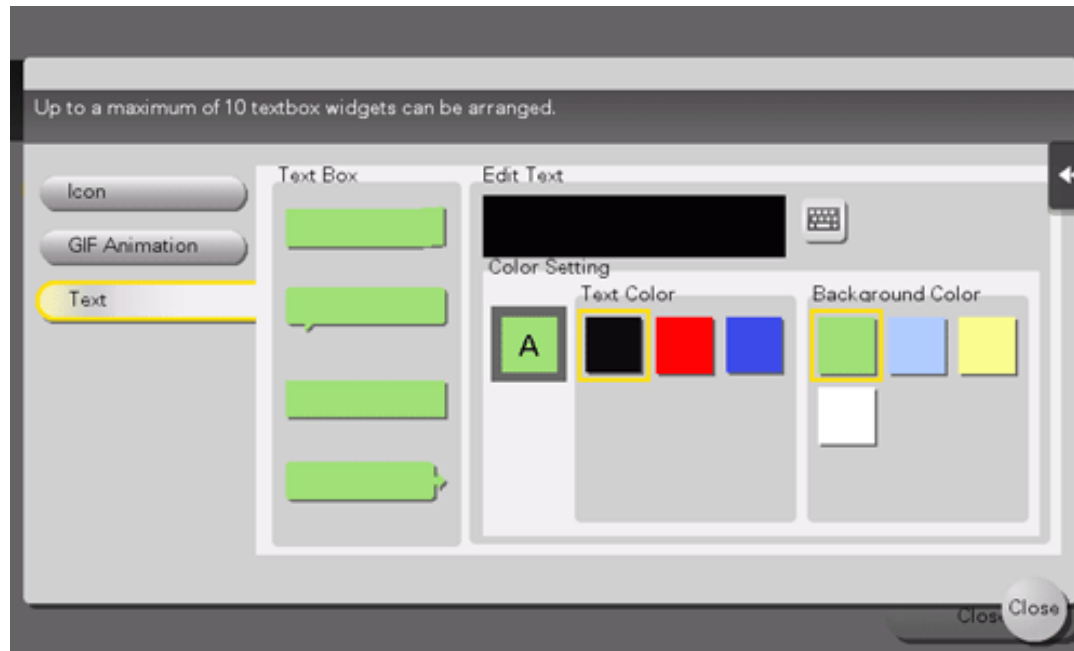 Up to a maximum of 10 textbox widgets can be arranged.
Icon
GIF Animation
Text
Text Box
Edit Text
Color Setting
Text Color
Background Color
A
Close
Close